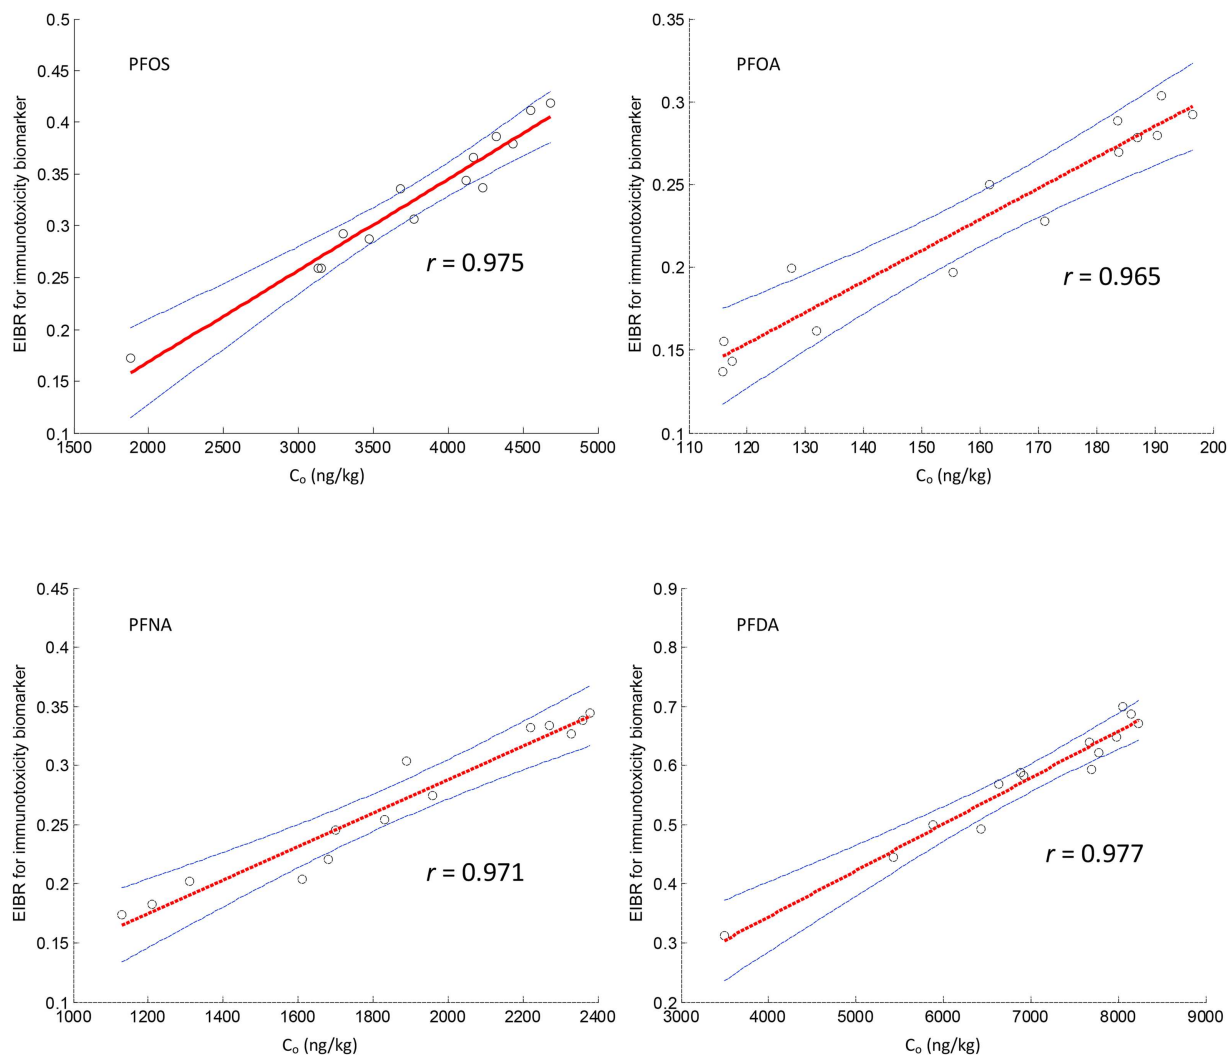 PFOS
EIBR for immunotoxicity biomarker
0.5
0.45
0.4
0.35
0.3
0.25
0.2
0.15
0.1
r = 0.975
1500 2000 2500 3000 3500 4000 4500 5000
Co (ng/kg)
PFOA
EIBR for immunotoxicity biomarker
0.35
0.3
0.25
0.2
0.15
0.1
r = 0.965
110 120 130 140 150 160 170 180 190 200
Co (ng/kg)
PFNA
EIBR for immunotoxicity biomarker
0.45
0.4
0.35
0.3
0.25
0.2
0.15
0.1
r = 0.971
1000 1200 1400 1600 1800 2000 2200 2400
Co (ng/kg)
PFDA
EIBR for immunotoxicity biomarker
0.9
0.8
0.7
0.6
0.5
0.4
0.3
0.2
r = 0.977
3000 4000 5000 6000 7000 8000 9000
Co (ng/kg)